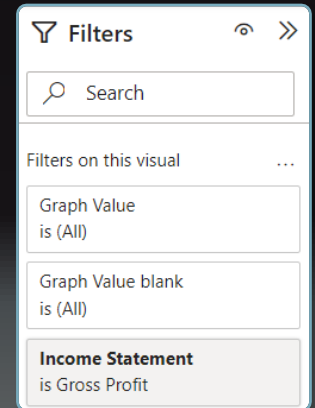 Filters
Search
Filters on this visual
...
Graph Value
is (All)
Graph Value blank
is (All)
Income Statement
is Gross Profit